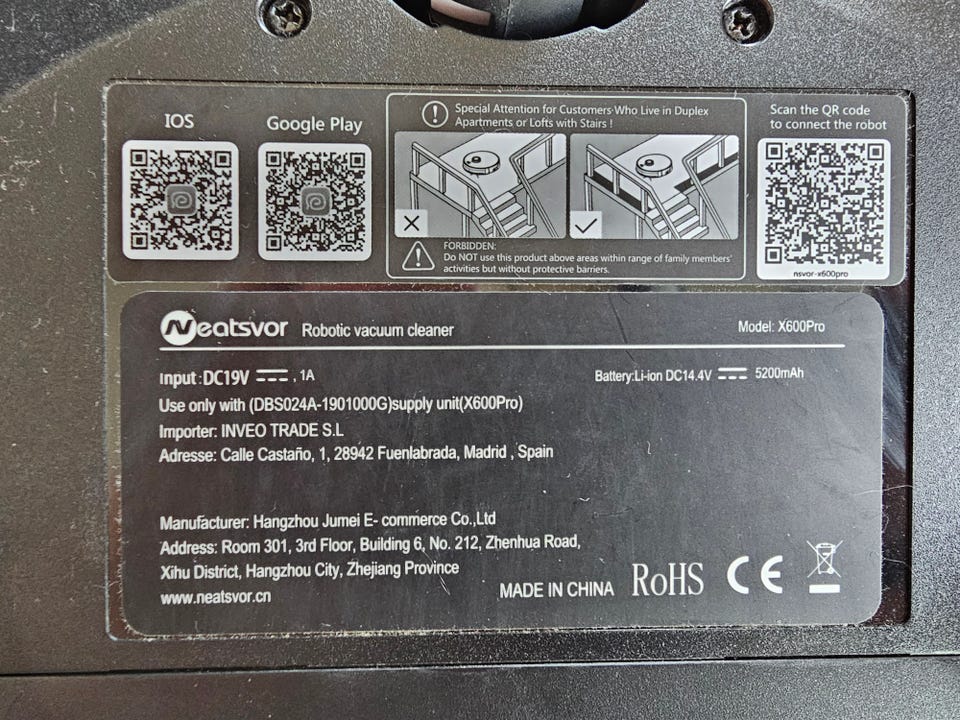 IOS
Google Play
Special Attention for Customers Who Live in Duplex
Apartments or Lofts with Stairs !
FORBIDDEN:
Do NOT use this product above areas within range of family members'
activities but without protective barriers.
Scan the QR code
to connect the robot
nsvor-x600pro
Neatsvor Robotic vacuum cleaner
Model: X600Pro
Input:DC19V , 1A
Battery:Li-ion DC14.4V 5200mAh
Use only with (DBS024A-1901000G)supply unit(X600Pro)
Importer: INVEO TRADE S.L
Adresse: Calle Castaño, 1, 28942 Fuenlabrada, Madrid , Spain
Manufacturer: Hangzhou Jumei E- commerce Co.,Ltd
Address: Room 301, 3rd Floor, Building 6, No. 212, Zhenhua Road,
Xihu District, Hangzhou City, Zhejiang Province
www.neatsvor.cn
MADE IN CHINA RoHS CE